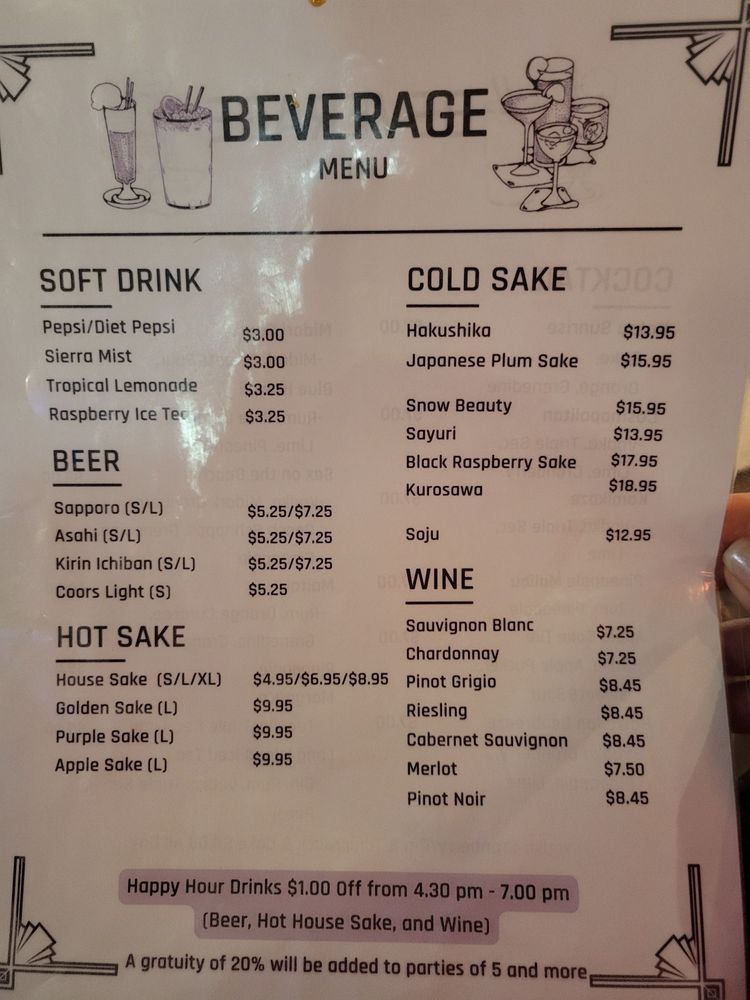 BEVERAGE
MENU
SOFT DRINK
Pepsi/Diet Pepsi $3.00
Sierra Mist $3.00
Tropical Lemonade $3.25
Raspberry Ice Tea $3.25
BEER
Sapporo (S/L) $5.25/$7.25
Asahi (S/L) $5.25/$7.25
Kirin Ichiban (S/L) $5.25/$7.25
Coors Light (S) $5.25
HOT SAKE
House Sake (S/L/XL) $4.95/$6.95/$8.95
Golden Sake (L) $9.95
Purple Sake (L) $9.95
Apple Sake (L) $9.95
COLD SAKE
Hakushika $13.95
Japanese Plum Sake $15.95
Snow Beauty $15.95
Sayuri $13.95
Black Raspberry Sake $17.95
Kurosawa $18.95
Soju $12.95
WINE
Sauvignon Blanc $7.25
Chardonnay $7.25
Pinot Grigio $8.45
Riesling $8.45
Cabernet Sauvignon $8.45
Merlot $7.50
Pinot Noir $8.45
Happy Hour Drinks $1.00 Off from 4.30 pm - 7.00 pm
(Beer, Hot House Sake, and Wine)
A gratuity of 20% will be added to parties of 5 and more